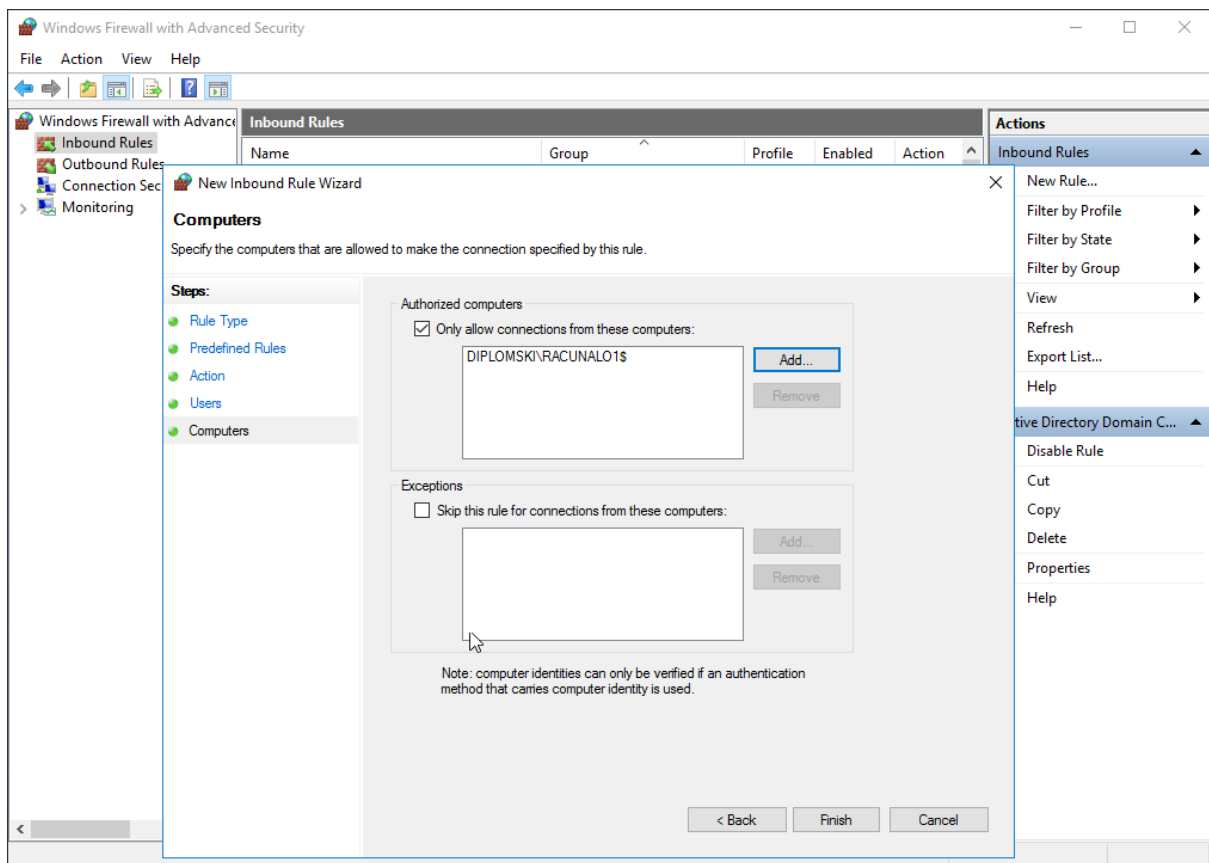 Windows Firewall with Advanced Security
File Action View Help
Windows Firewall with Advance
Inbound Rules
Outbound Rules
Connection Sec
Monitoring
Inbound Rules
Name Group Profile Enabled Action
New Inbound Rule Wizard
Computers
Specify the computers that are allowed to make the connection specified by this rule.
Steps:
Rule Type
Predefined Rules
Action
Users
Computers
Authorized computers
Only allow connections from these computers:
DIPLOMSKI\RACUNALO1$
Add...
Remove
Exceptions
Skip this rule for connections from these computers:
Add...
Remove
Note: computer identities can only be verified if an authentication
method that carries computer identity is used.
< Back Finish Cancel
Actions
Inbound Rules
New Rule...
Filter by Profile
Filter by State
Filter by Group
View
Refresh
Export List...
Help
tive Directory Domain C...
Disable Rule
Cut
Copy
Delete
Properties
Help